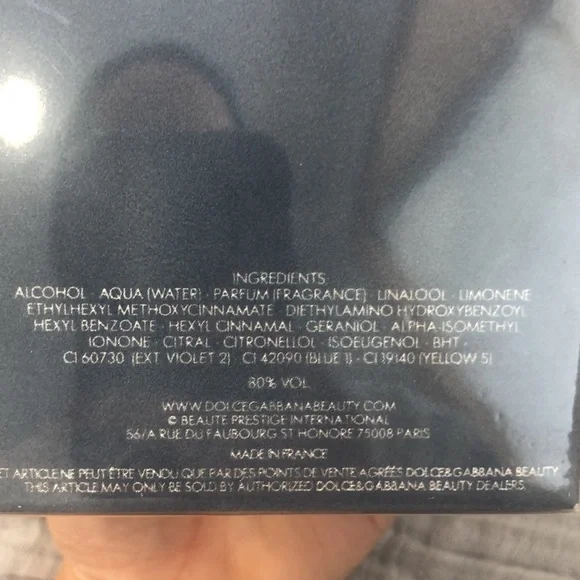 INGREDIENTS:
ALCOHOL · AQUA (WATER) · PARFUM (FRAGRANCE) · LINALOOL · LIMONENE
ETHYLHEXYL METHOXYCINNAMATE · DIETHYLAMINO HYDROXYBENZOYL
HEXYL BENZOATE · HEXYL CINNAMAL · GERANIOL · ALPHA-ISOMETHYL
IONONE · CITRAL · CITRONELLOL · ISOEUGENOL · BHT ·
CI 60730 (EXT VIOLET 2) · CI 42090 (BLUE 1) · CI 19140 (YELLOW 5)
80% VOL
WWW.DOLCEGABBANABEAUTY.COM
© BEAUTE PRESTIGE INTERNATIONAL
56/A RUE DU FAUBOURG ST HONORE 75008 PARIS
MADE IN FRANCE
ET ARTICLE NE PEUT ÊTRE VENDU QUE PAR DES POINTS DE VENTE AGRÉES DOLCE&GABBANA BEAUTY
THIS ARTICLE MAY ONLY BE SOLD BY AUTHORIZED DOLCE&GABBANA BEAUTY DEALERS.